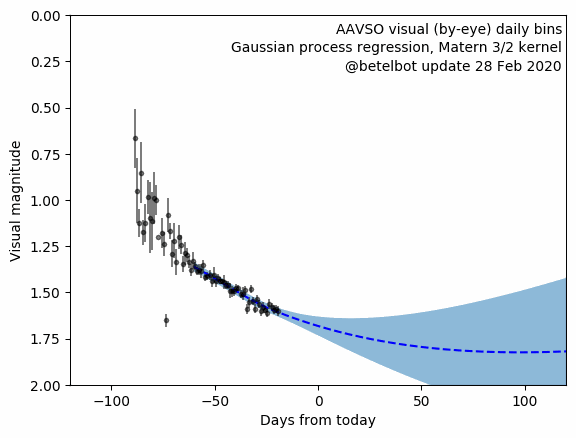 AAVSO visual (by-eye) daily bins
Gaussian process regression, Matern 3/2 kernel
@betelbot update 28 Feb 2020
Visual magnitude
0.00
0.25
0.50
0.75
1.00
1.25
1.50
1.75
2.00
−100
−50
0
50
100
Days from today